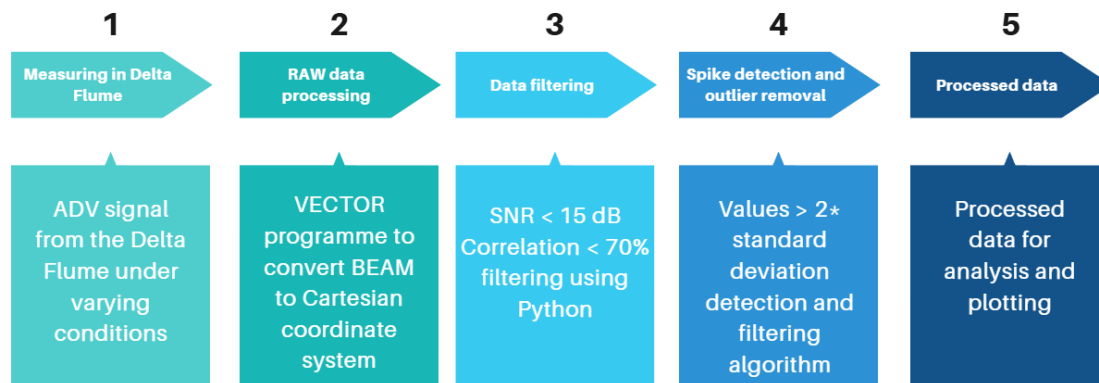 1
2
3
4
5
Measuring in Delta
Flume
RAW data
processing
Data filtering
Spike detection and
outlier removal
Processed data
ADV signal
from the Delta
Flume under
varying
conditions
VECTOR
programme to
convert BEAM
to Cartesian
coordinate
system
SNR < 15 dB
Correlation < 70%
filtering using
Python
Values > 2*
standard
deviation
detection and
filtering
algorithm
Processed
data for
analysis and
plotting